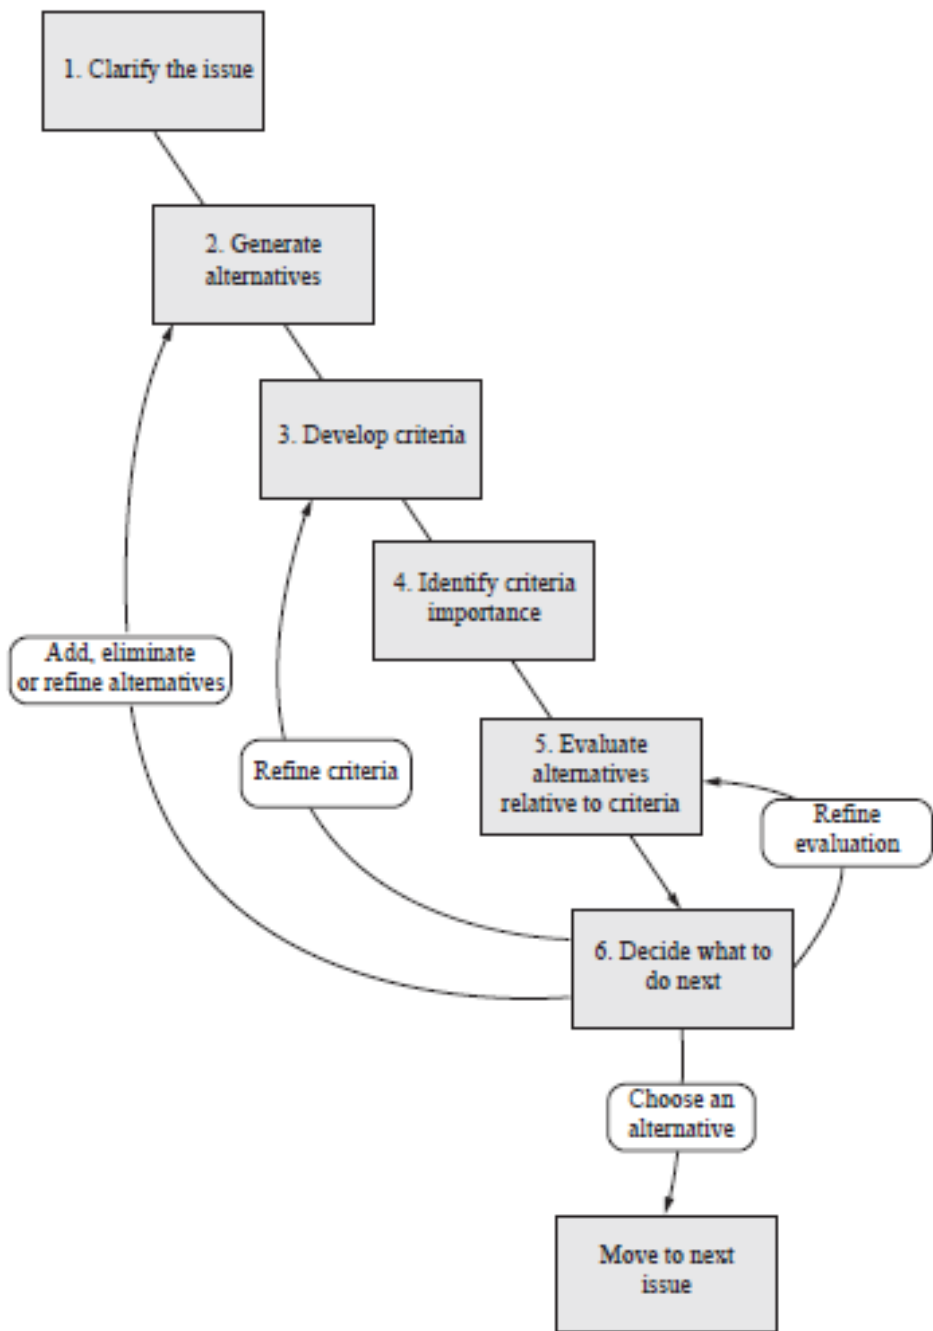 1. Clarify the issue
2. Generate
alternatives
3. Develop criteria
4. Identify criteria
importance
Add, eliminate
or refine alternatives
5. Evaluate
alternatives
relative to criteria
Refine criteria
Refine
evaluation
6. Decide what to
do next
Choose an
alternative
Move to next
issue